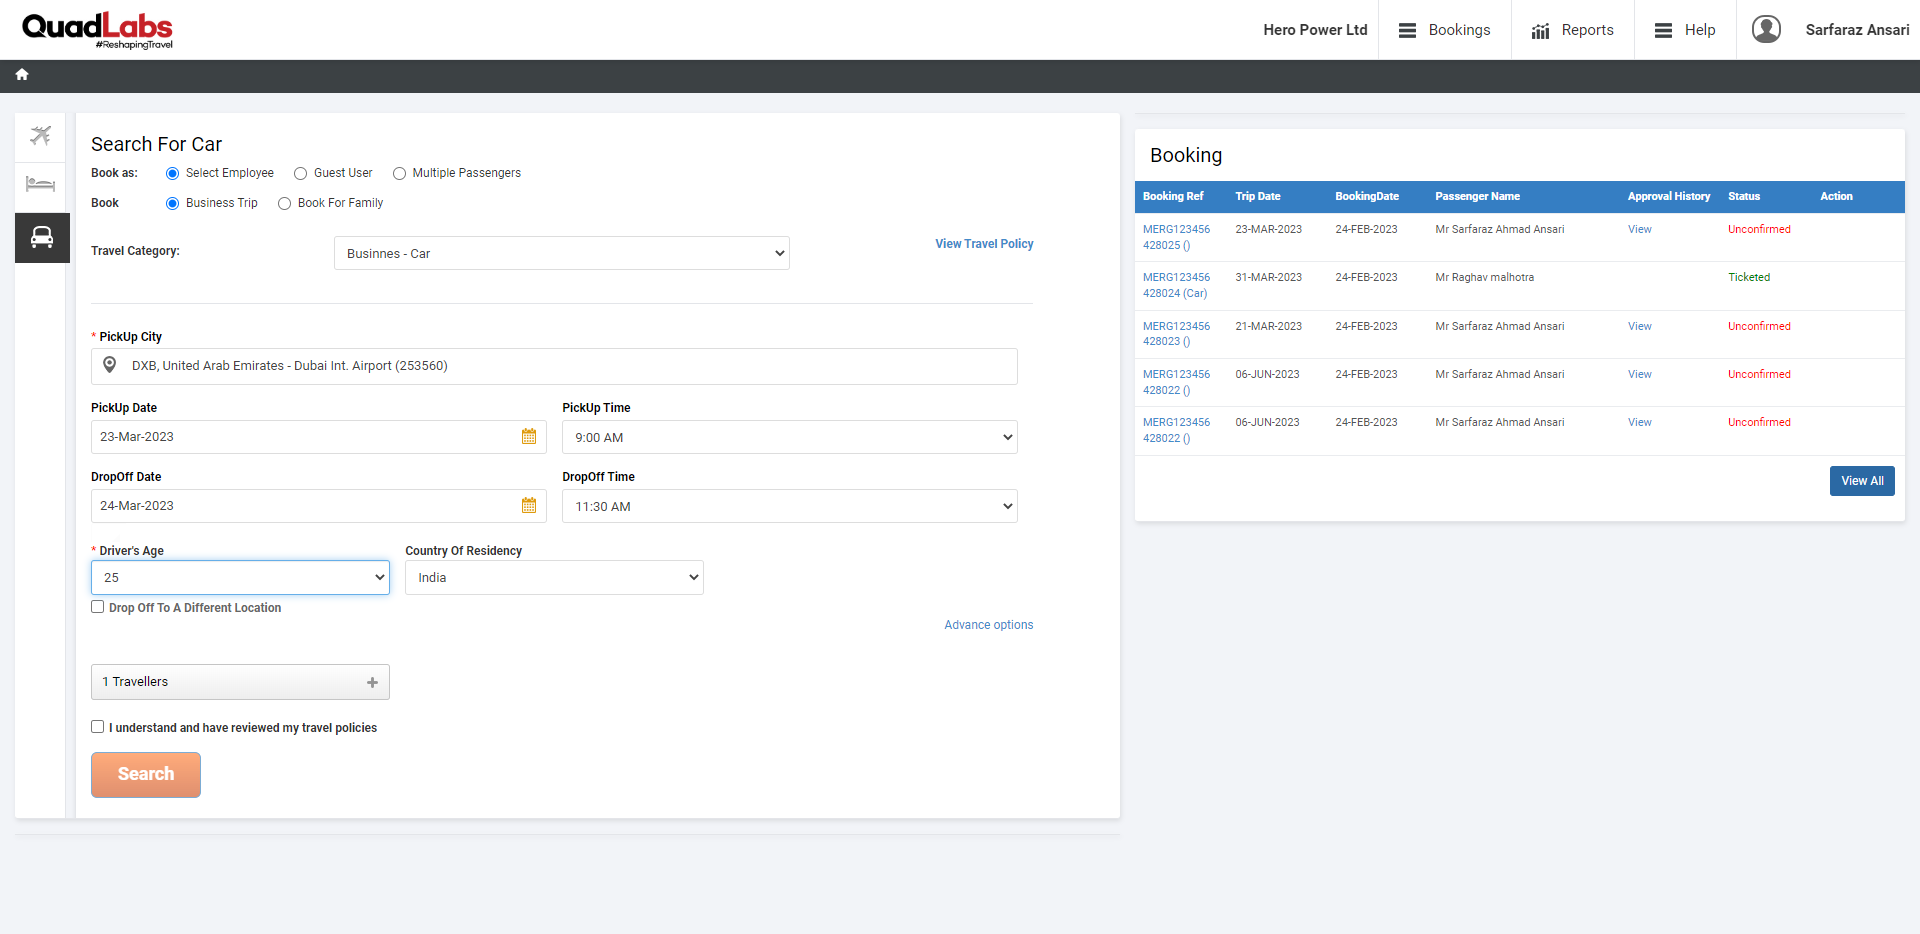 QuadLabs
#ReshapingTravel
Hero Power Ltd
Bookings
Reports
Help
Sarfaraz Ansari
Search For Car
Book as: Select Employee Guest User Multiple Passengers
Book Business Trip Book For Family
Travel Category: Businnes - Car View Travel Policy
* PickUp City
DXB, United Arab Emirates - Dubai Int. Airport (253560)
PickUp Date PickUp Time
23-Mar-2023 9:00 AM
DropOff Date DropOff Time
24-Mar-2023 11:30 AM
* Driver's Age Country Of Residency
25 India
Drop Off To A Different Location
Advance options
1 Travellers
I understand and have reviewed my travel policies
Search
Booking
Booking Ref Trip Date BookingDate Passenger Name Approval History Status Action
MERG123456 23-MAR-2023 24-FEB-2023 Mr Sarfaraz Ahmad Ansari View Unconfirmed
428025 ()
MERG123456 31-MAR-2023 24-FEB-2023 Mr Raghav malhotra Ticketed
428024 (Car)
MERG123456 21-MAR-2023 24-FEB-2023 Mr Sarfaraz Ahmad Ansari View Unconfirmed
428023 ()
MERG123456 06-JUN-2023 24-FEB-2023 Mr Sarfaraz Ahmad Ansari View Unconfirmed
428022 ()
MERG123456 06-JUN-2023 24-FEB-2023 Mr Sarfaraz Ahmad Ansari View Unconfirmed
428022 ()
View All